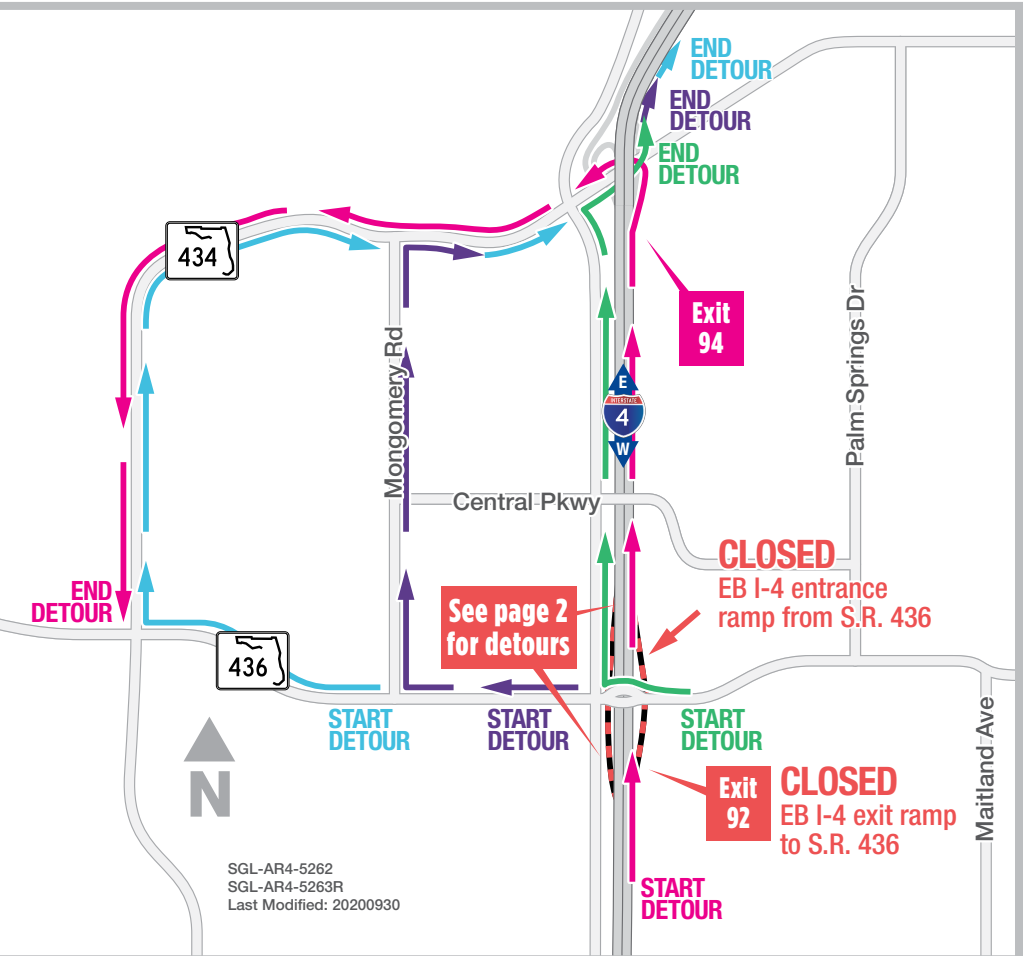 END
DETOUR
END
DETOUR
END
DETOUR
434
Exit
94
E
INTERSTATE
4
W
Mongomery Rd
Palm Springs Dr
Central Pkwy
CLOSED
EB I-4 entrance
ramp from S.R. 436
END
DETOUR
See page 2
for detours
436
START
DETOUR
START
DETOUR
START
DETOUR
Maitland Ave
N
Exit
92
CLOSED
EB I-4 exit ramp
to S.R. 436
SGL-AR4-5262
SGL-AR4-5263R
Last Modified: 20200930
START
DETOUR